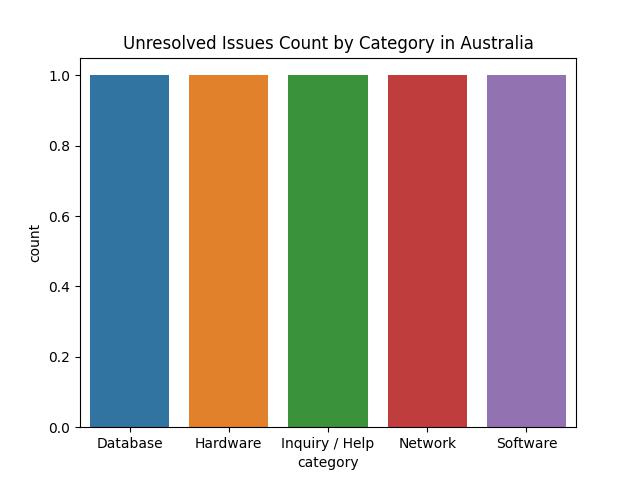 Unresolved Issues Count by Category in Australia
1.0
0.8
0.6
0.4
0.2
0.0
count
Database Hardware Inquiry / Help Network Software
category